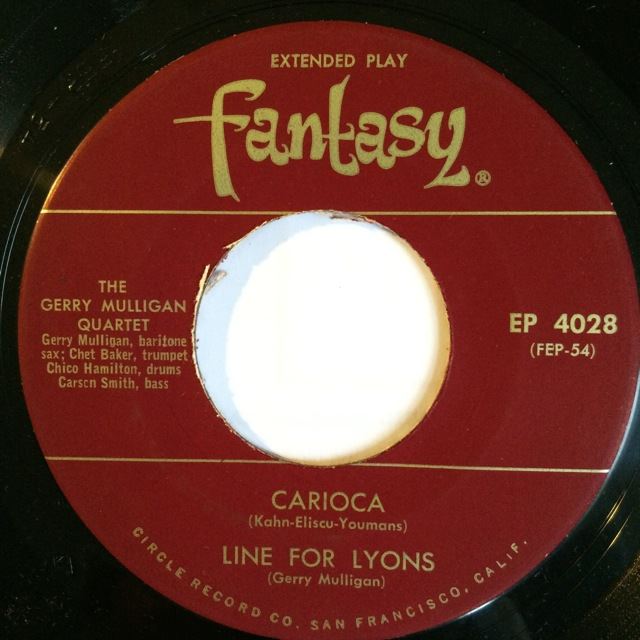 EXTENDED PLAY
fantasy®
THE
GERRY MULLIGAN
QUARTET
Gerry Mulligan, baritone
sax; Chet Baker, trumpet
Chico Hamilton, drums
Carson Smith, bass
EP 4028
(FEP-54)
CARIOCA
(Kahn-Eliscu-Youmans)
LINE FOR LYONS
(Gerry Mulligan)
CIRCLE RECORD CO. SAN FRANCISCO, CALIF.